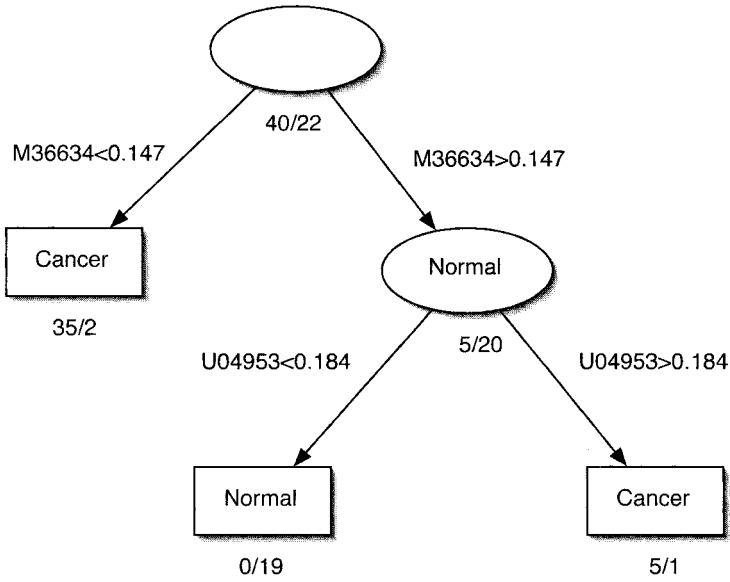 40/22
M36634<0.147
M36634>0.147
Cancer
Normal
35/2
5/20
U04953<0.184
U04953>0.184
Normal
Cancer
0/19
5/1